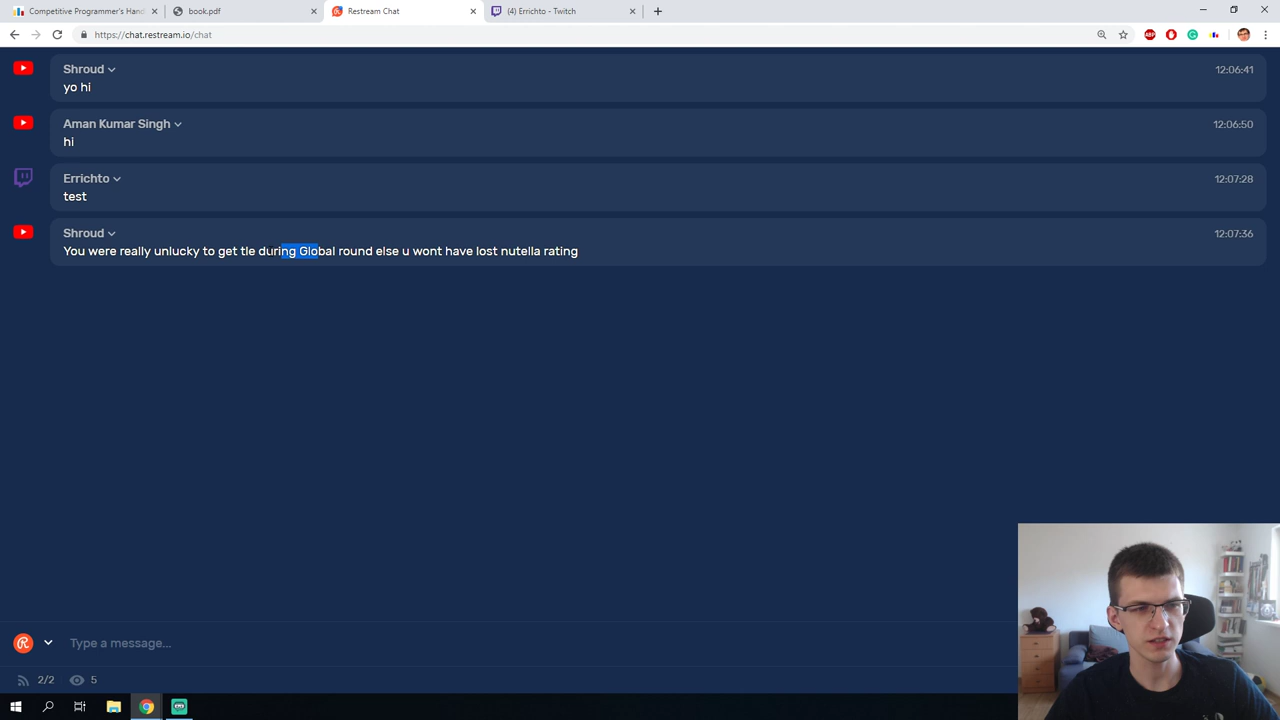 Competitive Programmer's Hand
book.pdf
Restream Chat
(4) Errichto - Twitch
https://chat.restream.io/chat
Shroud
12:06:41
yo hi
Aman Kumar Singh
12:06:50
hi
Errichto
12:07:28
test
Shroud
12:07:36
You were really unlucky to get tle during Global round else u wont have lost nutella rating
Type a message...
2/2
5